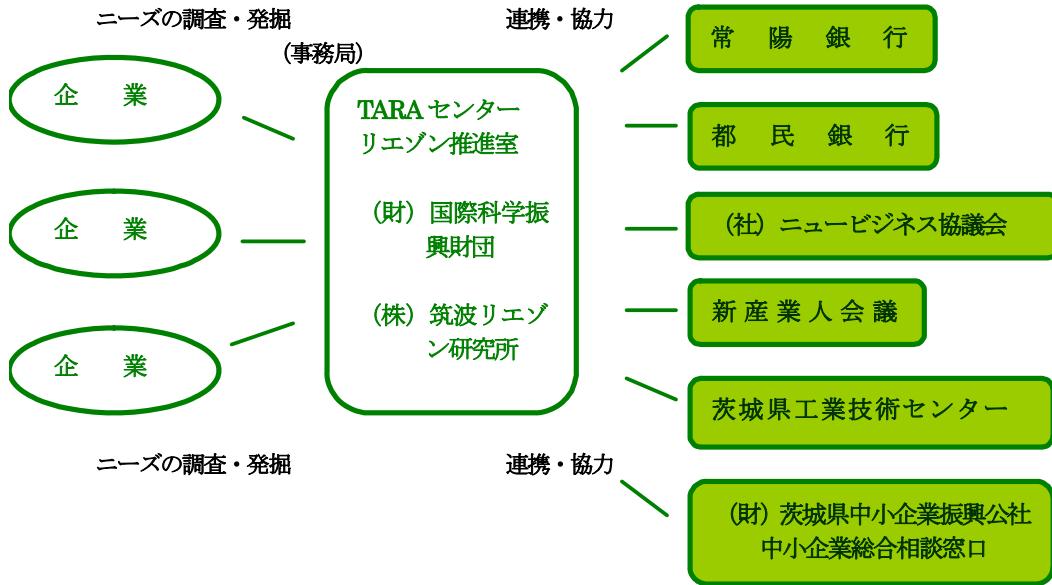 ニーズの調査・発掘
連携・協力
(事務局)
企 業
企 業
企 業
TARA センター
リエゾン推進室
(財)国際科学振
興財団
(株)筑波リエゾ
ン研究所
常 陽 銀 行
都 民 銀 行
(社)ニュービジネス協議会
新産業人会議
茨城県工業技術センター
(財)茨城県中小企業振興公社
中小企業総合相談窓口
ニーズの調査・発掘
連携・協力